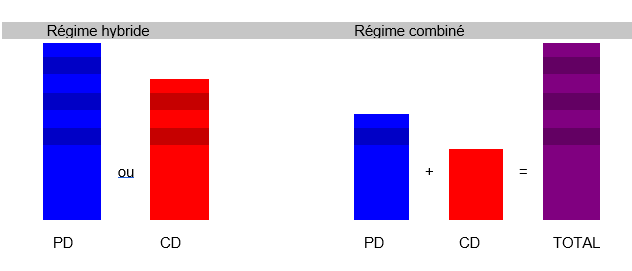 Régime hybride Régime combiné
ou + =
PD CD PD CD TOTAL